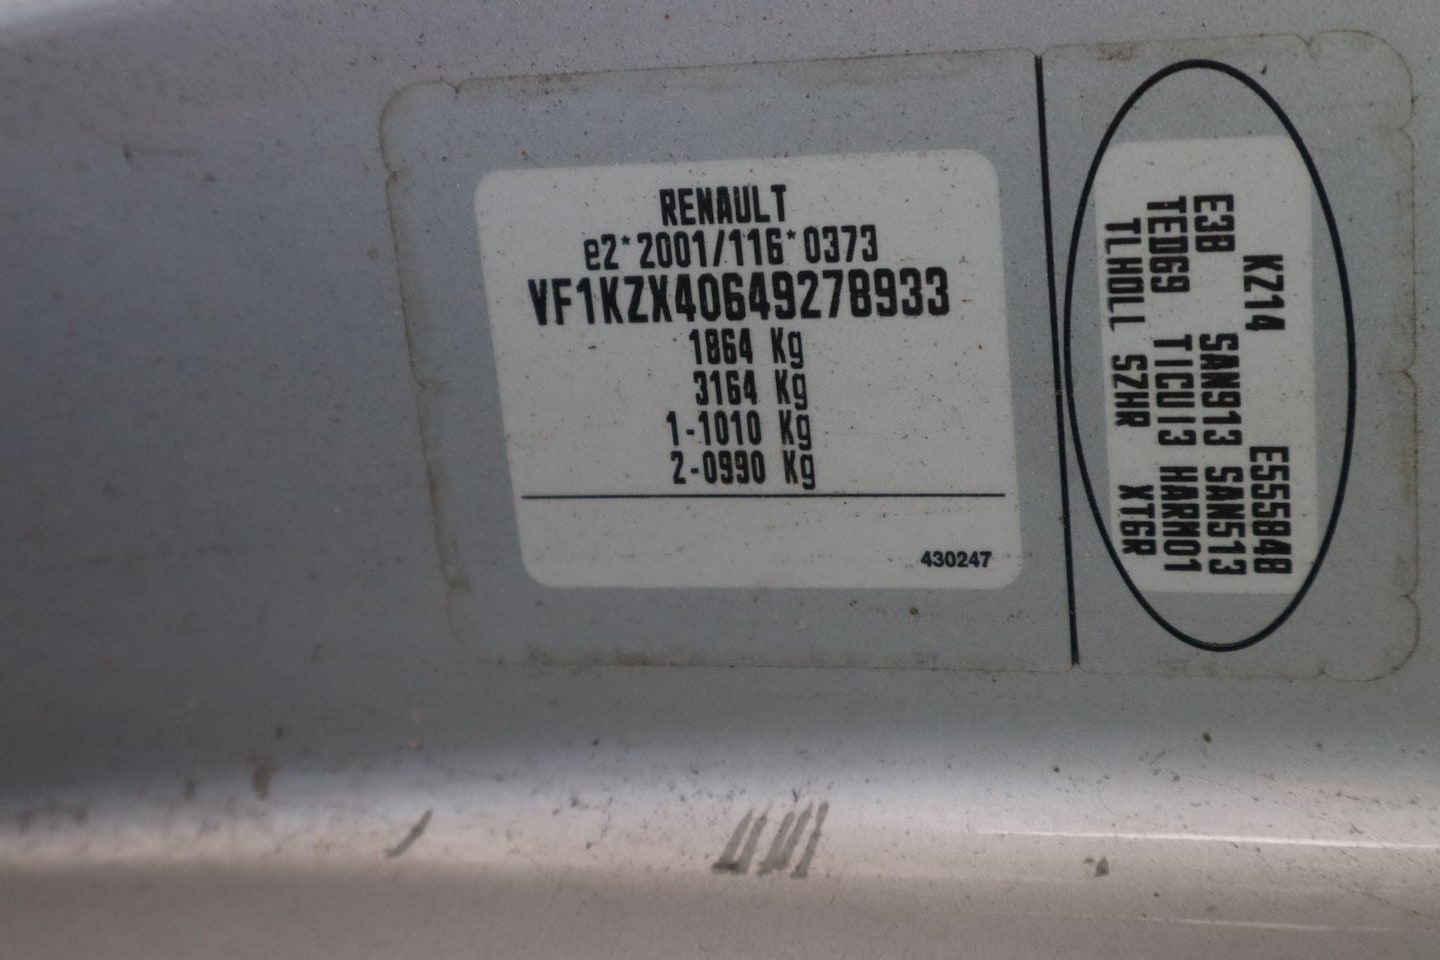 RENAULT
e2*2001/116*0373
VF1KZX40649278933
1864 Kg
3164 Kg
1-1010 Kg
2-0990 Kg
430247
KZ14 E555848
E3B SAN913 SAN513
TED69 TICU13 HARM01
TLHOLL SZHR XT6R